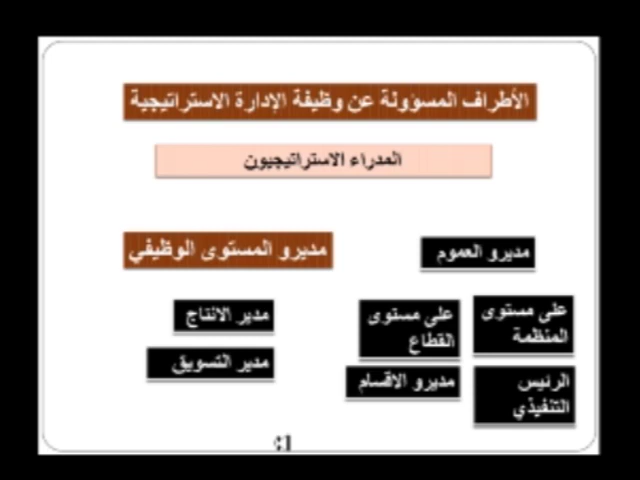 الأطراف المسؤولة عن وظيفة الإدارة الاستراتيجية
المدراء الاستراتيجيون
مديرو العموم
مديرو المستوى الوظيفي
على مستوى
المنظمة
على مستوى
القطاع
مدير الانتاج
الرئيس
التنفيذي
مديرو الاقسام
مدير التسويق